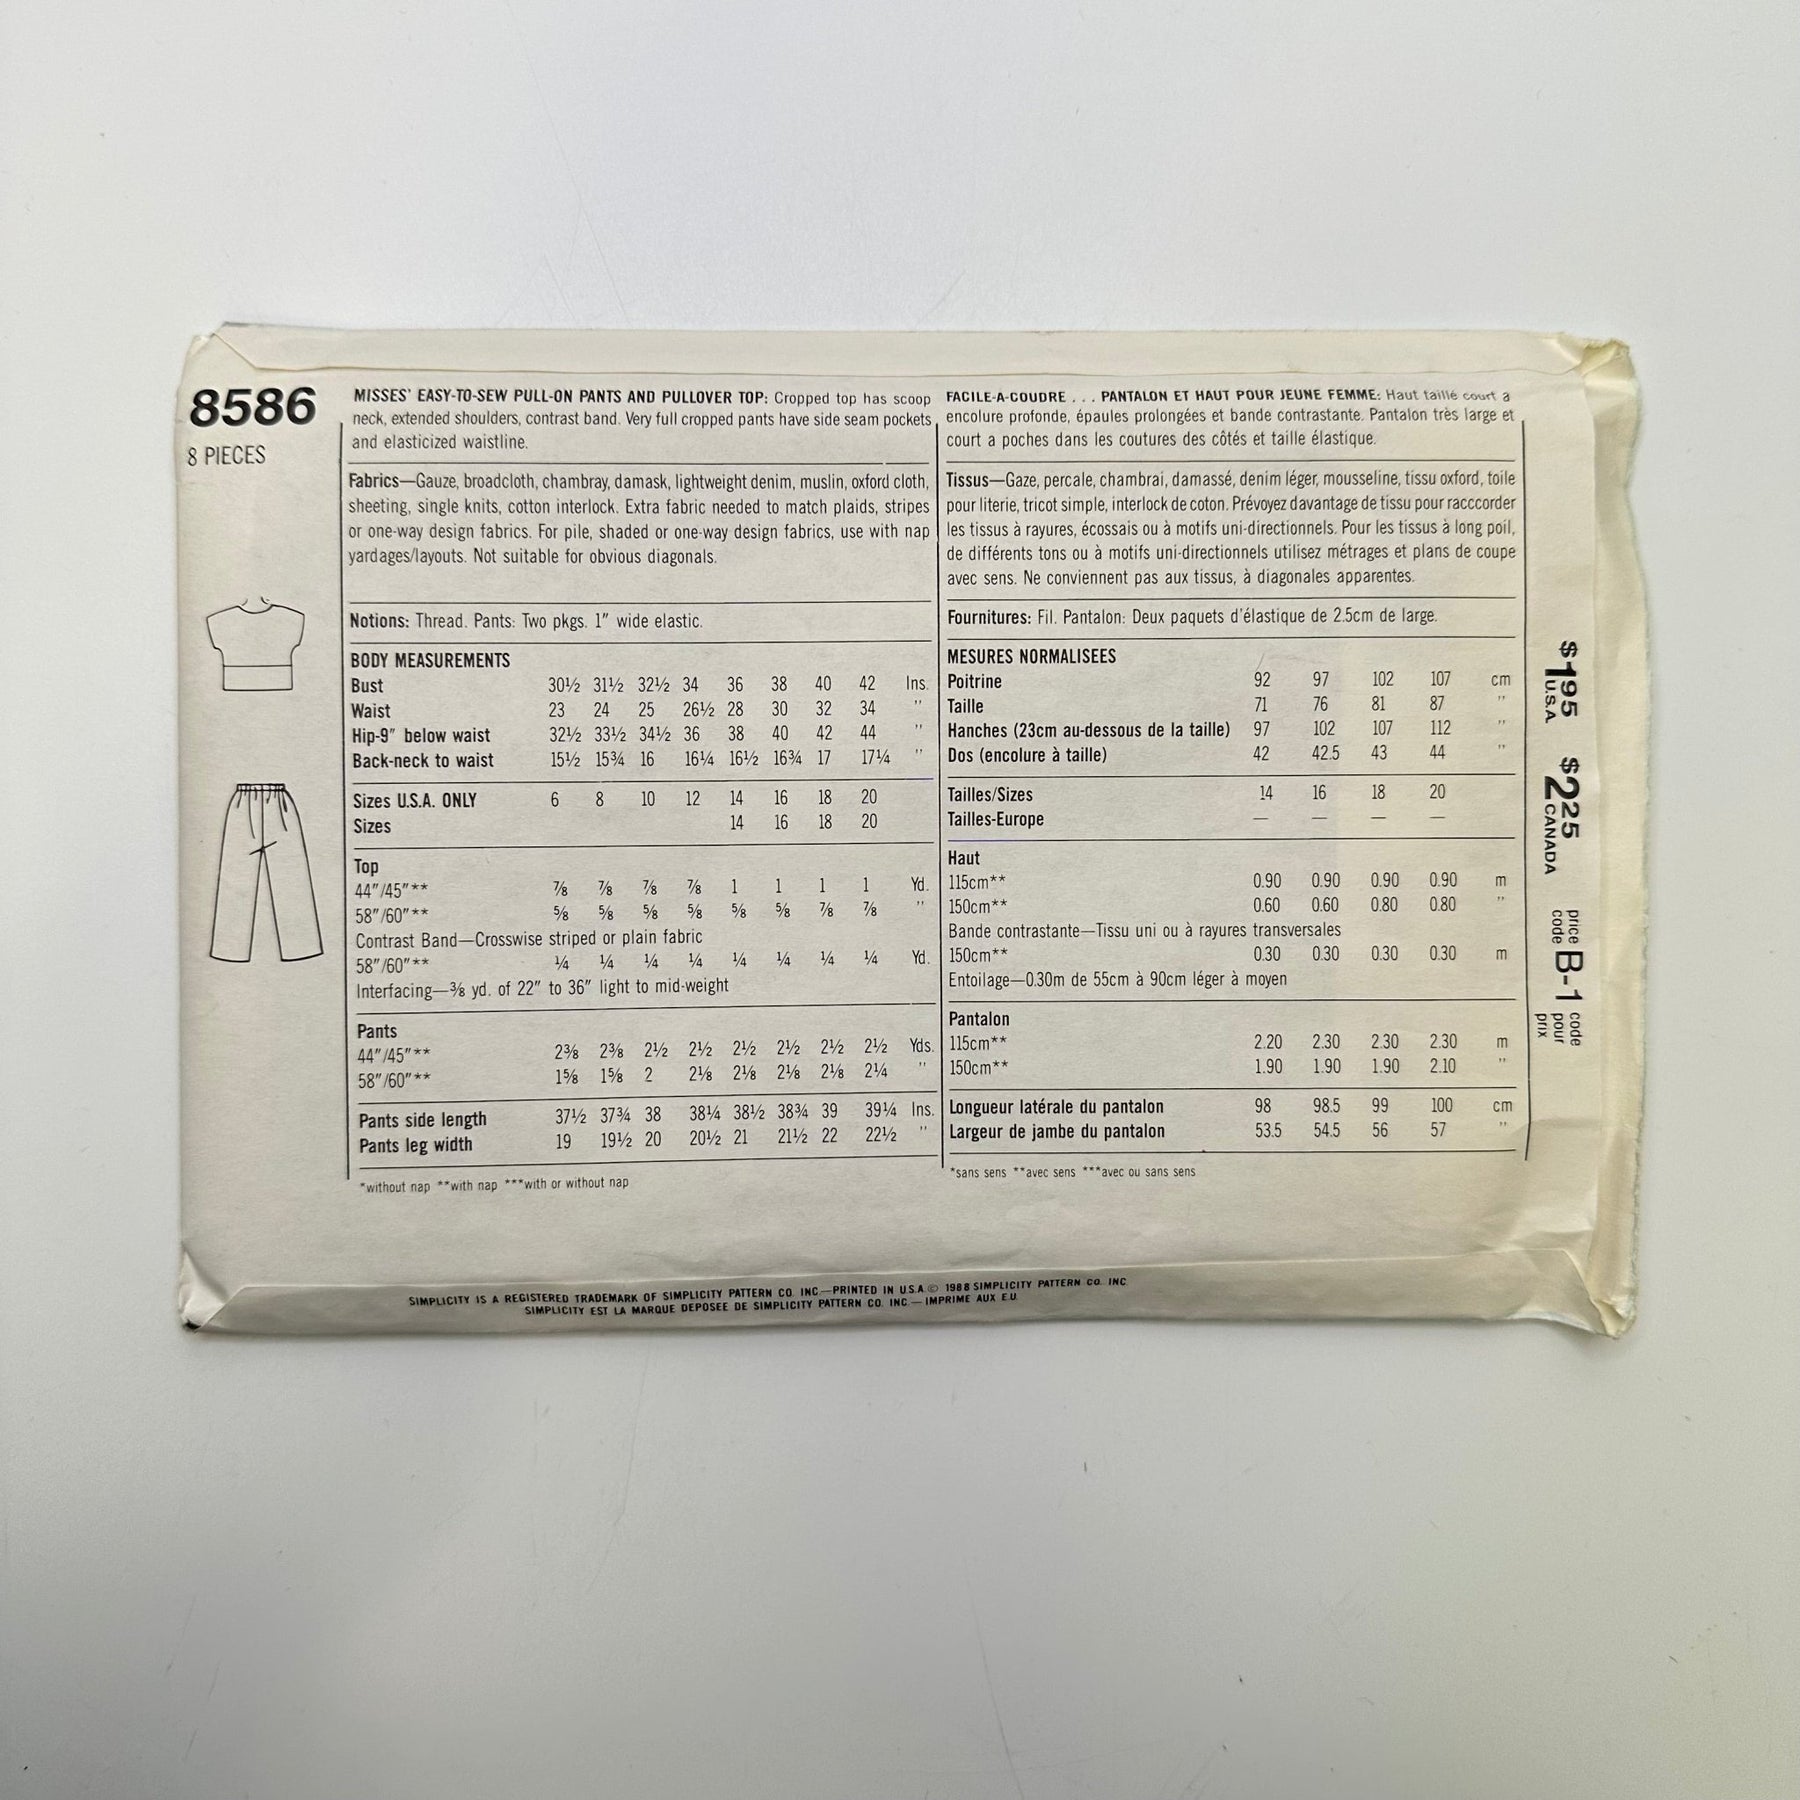 8586
8 PIECES
MISSES' EASY-TO-SEW PULL-ON PANTS AND PULLOVER TOP: Cropped top has scoop
neck, extended shoulders, contrast band. Very full cropped pants have side seam pockets
and elasticized waistline.
Fabrics—Gauze, broadcloth, chambray, damask, lightweight denim, muslin, oxford cloth,
sheeting, single knits, cotton interlock. Extra fabric needed to match plaids, stripes
or one-way design fabrics. For pile, shaded or one-way design fabrics, use with nap
yardages/layouts. Not suitable for obvious diagonals.
Notions: Thread. Pants: Two pkgs. 1" wide elastic.
BODY MEASUREMENTS
Bust 30½ 31½ 32½ 34 36 38 40 42 Ins.
Waist 23 24 25 26½ 28 30 32 34 "
Hip-9" below waist 32½ 33½ 34½ 36 38 40 42 44 "
Back-neck to waist 15½ 15¾ 16 16¼ 16½ 16¾ 17 17¼ "
Sizes U.S.A. ONLY 6 8 10 12 14 16 18 20
Sizes 14 16 18 20
Top
44"/45"** ⅞ ⅞ ⅞ ⅞ 1 1 1 1 Yd.
58"/60"** ⅝ ⅝ ⅝ ⅝ ⅝ ⅝ ⅞ ⅞ "
Contrast Band—Crosswise striped or plain fabric
58"/60"** ¼ ¼ ¼ ¼ ¼ ¼ ¼ ¼ Yd.
Interfacing—⅜ yd. of 22" to 36" light to mid-weight
Pants
44"/45"** 2⅜ 2⅜ 2½ 2½ 2½ 2½ 2½ 2½ Yds.
58"/60"** 1⅝ 1⅝ 2 2⅛ 2⅛ 2⅛ 2⅛ 2¼ "
Pants side length 37½ 37¾ 38 38¼ 38½ 38¾ 39 39¼ Ins.
Pants leg width 19 19½ 20 20½ 21 21½ 22 22½ "
*without nap **with nap ***with or without nap
FACILE-A-COUDRE . . . PANTALON ET HAUT POUR JEUNE FEMME: Haut taillé court a
encolure profonde, épaules prolongées et bande contrastante. Pantalon très large et
court a poches dans les coutures des côtés et taille élastique.
Tissus—Gaze, percale, chambrai, damassé, denim léger, mousseline, tissu oxford, toile
pour literie, tricot simple, interlock de coton. Prévoyez davantage de tissu pour racccorder
les tissus à rayures, écossais ou à motifs uni-directionnels. Pour les tissus à long poil,
de différents tons ou à motifs uni-directionnels utilisez métrages et plans de coupe
avec sens. Ne conviennent pas aux tissus, à diagonales apparentes.
Fournitures: Fil. Pantalon: Deux paquets d'élastique de 2.5cm de large.
MESURES NORMALISEES
Poitrine 92 97 102 107 cm
Taille 71 76 81 87 "
Hanches (23cm au-dessous de la taille) 97 102 107 112 "
Dos (encolure à taille) 42 42.5 43 44 "
Tailles/Sizes 14 16 18 20
Tailles-Europe — — — —
Haut
115cm** 0.90 0.90 0.90 0.90 m
150cm** 0.60 0.60 0.80 0.80 "
Bande contrastante—Tissu uni ou à rayures transversales
150cm** 0.30 0.30 0.30 0.30 m
Entoilage—0.30m de 55cm à 90cm léger à moyen
Pantalon
115cm** 2.20 2.30 2.30 2.30 m
150cm** 1.90 1.90 1.90 2.10 "
Longueur latérale du pantalon 98 98.5 99 100 cm
Largeur de jambe du pantalon 53.5 54.5 56 57 "
*sans sens **avec sens ***avec ou sans sens
$1.95 U.S.A.
$2.25 CANADA
price code B-1 code pour prix
SIMPLICITY IS A REGISTERED TRADEMARK OF SIMPLICITY PATTERN CO. INC.—PRINTED IN U.S.A. © 1988 SIMPLICITY PATTERN CO. INC.
SIMPLICITY EST LA MARQUE DEPOSEE DE SIMPLICITY PATTERN CO. INC.—IMPRIME AUX E.U.